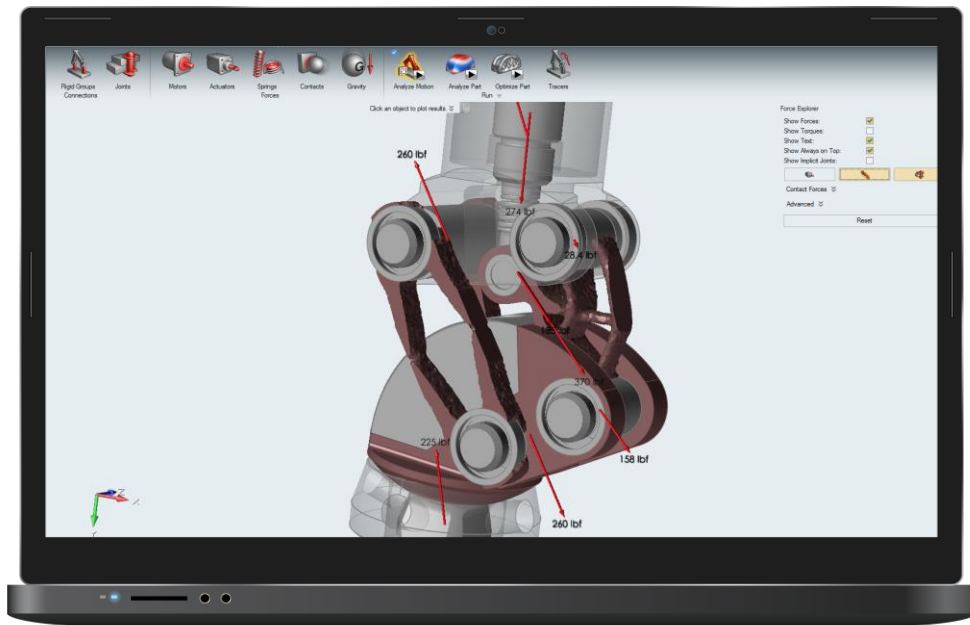 Rigid Groups Joints Motors Actuators Springs Contacts Gravity Analyze Motion Analyze Part Optimize Part Tracers
Connections Forces Run
Click an object to plot results
Force Explorer
Show Forces:
Show Torques:
Show Text:
Show Always on Top:
Show Implicit Joints:
Contact Forces
Advanced
Reset
260 lbf
274 lbf
28.4 lbf
370 lbf
225 lbf
158 lbf
260 lbf
Z
X